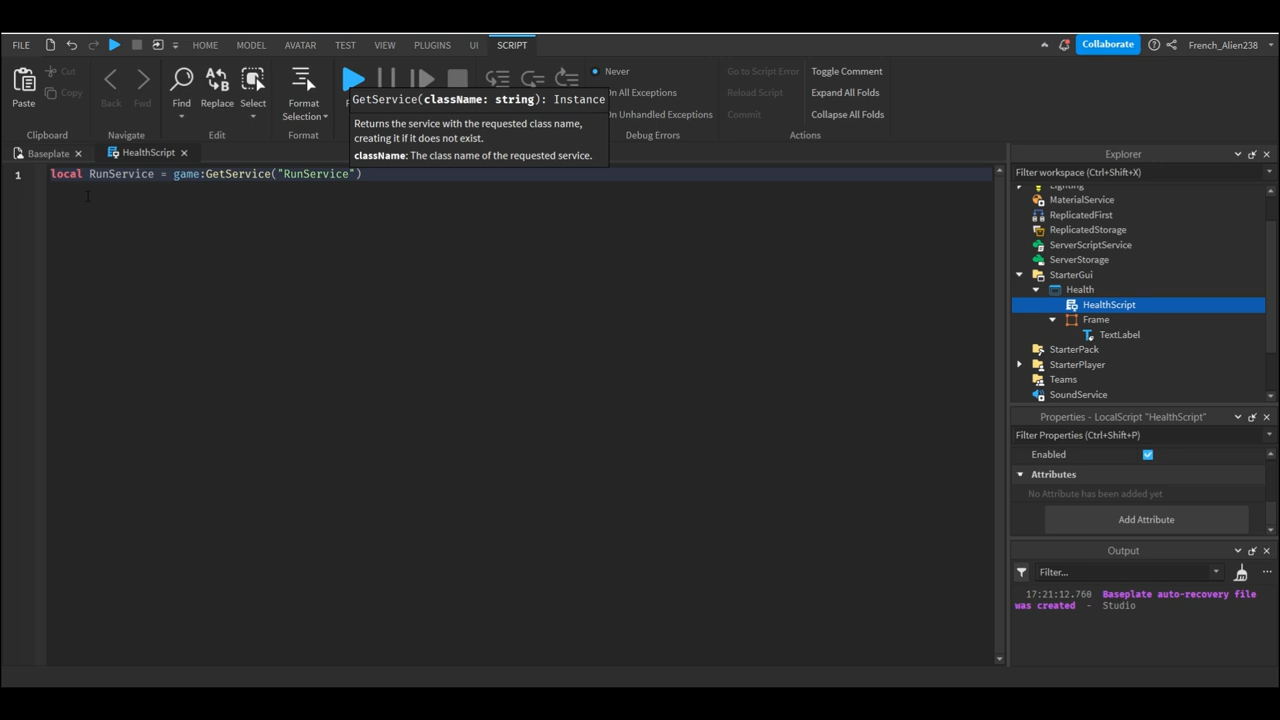 FILE HOME MODEL AVATAR TEST VIEW PLUGINS UI SCRIPT Collaborate French_Alien238
Paste Cut Copy
Back Fwd
Find Replace Select
Format
Selection
Never
On All Exceptions
On Unhandled Exceptions
Go to Script Error
Reload Script
Commit
Toggle Comment
Expand All Folds
Collapse All Folds
Clipboard Navigate Edit Format Debug Errors Actions
GetService(className: string): Instance
Returns the service with the requested class name,
creating it if it does not exist.
className: The class name of the requested service.
Baseplate HealthScript
1 local RunService = game:GetService("RunService")
Explorer
Filter workspace (Ctrl+Shift+X)
Lighting
MaterialService
ReplicatedFirst
ReplicatedStorage
ServerScriptService
ServerStorage
StarterGui
Health
HealthScript
Frame
TextLabel
StarterPack
StarterPlayer
Teams
SoundService
Properties - LocalScript "HealthScript"
Filter Properties (Ctrl+Shift+P)
Enabled
Attributes
No Attribute has been added yet
Add Attribute
Output
Filter...
17:21:12.760 Baseplate auto-recovery file
was created - Studio